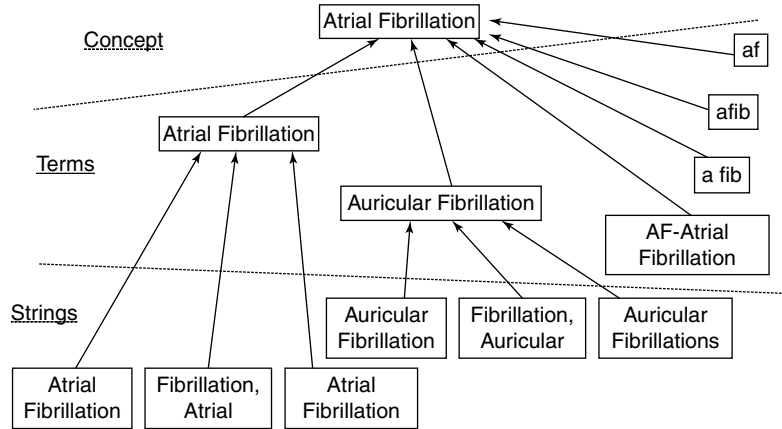 Atrial Fibrillation
Concept
af
afib
Atrial Fibrillation
Terms
a fib
Auricular Fibrillation
AF-Atrial
Fibrillation
Strings
Auricular
Fibrillation
Fibrillation,
Auricular
Auricular
Fibrillations
Atrial
Fibrillation
Fibrillation,
Atrial
Atrial
Fibrillation